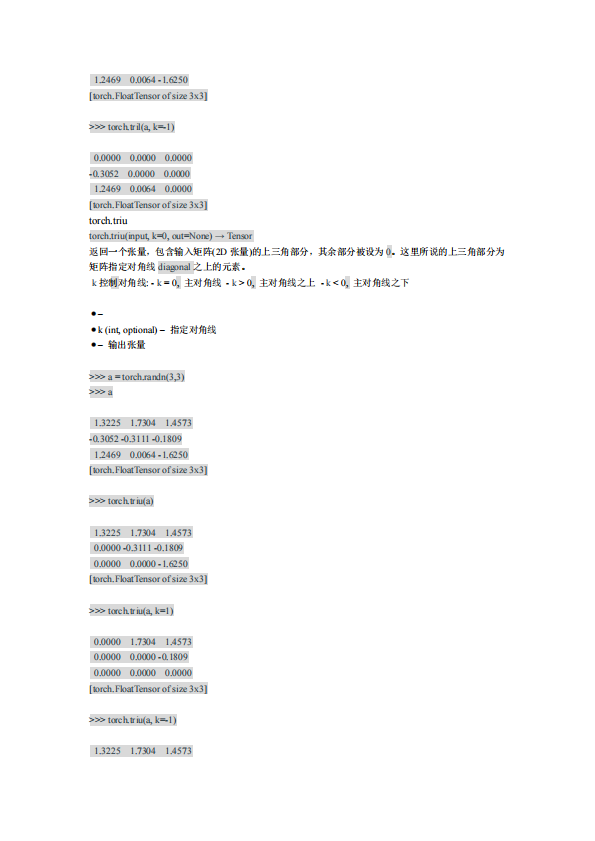 1.2469 0.0064 -1.6250
[torch.FloatTensor of size 3x3]
>>> torch.tril(a, k=-1)
0.0000 0.0000 0.0000
-0.3052 0.0000 0.0000
1.2469 0.0064 0.0000
[torch.FloatTensor of size 3x3]
torch.triu
torch.triu(input, k=0, out=None) → Tensor
返回一个张量，包含输入矩阵(2D 张量)的上三角部分，其余部分被设为 0。这里所说的上三角部分为
矩阵指定对角线 diagonal 之上的元素。
k 控制对角线: - k = 0, 主对角线 - k > 0, 主对角线之上 - k < 0, 主对角线之下
● –
● k (int, optional) – 指定对角线
● – 输出张量
>>> a = torch.randn(3,3)
>>> a
1.3225 1.7304 1.4573
-0.3052 -0.3111 -0.1809
1.2469 0.0064 -1.6250
[torch.FloatTensor of size 3x3]
>>> torch.triu(a)
1.3225 1.7304 1.4573
0.0000 -0.3111 -0.1809
0.0000 0.0000 -1.6250
[torch.FloatTensor of size 3x3]
>>> torch.triu(a, k=1)
0.0000 1.7304 1.4573
0.0000 0.0000 -0.1809
0.0000 0.0000 0.0000
[torch.FloatTensor of size 3x3]
>>> torch.triu(a, k=-1)
1.3225 1.7304 1.4573